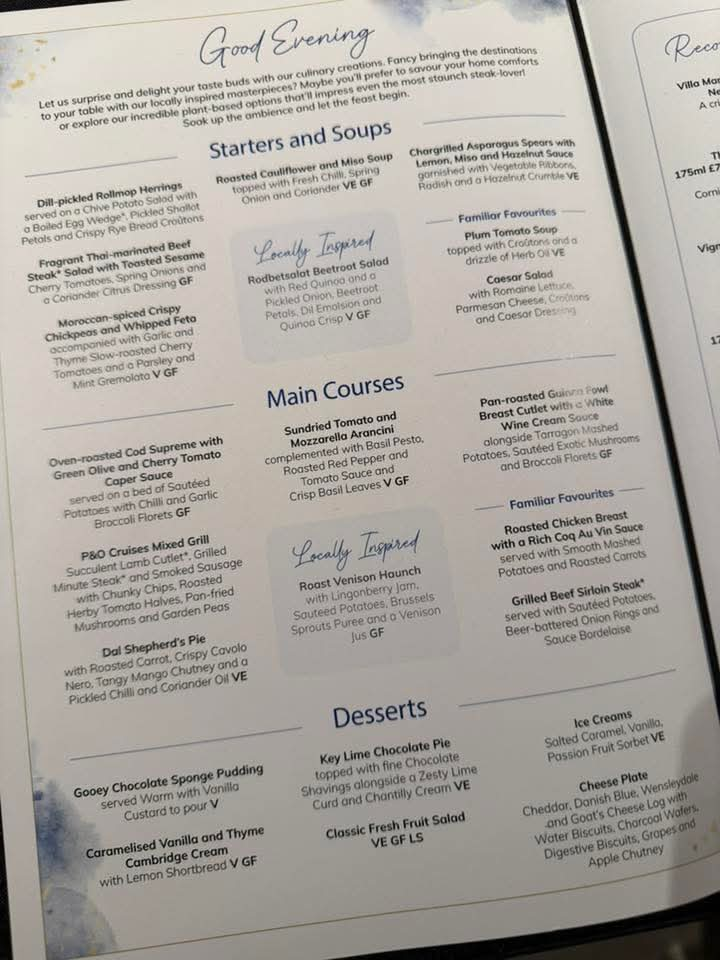 Good Evening
Let us surprise and delight your taste buds with our culinary creations. Fancy bringing the destinations
to your table with our locally inspired masterpieces? Maybe you'll prefer to savour your home comforts
or explore our incredible plant-based options that'll impress even the most staunch steak-lover!
Soak up the ambience and let the feast begin.
Starters and Soups
Dill-pickled Rollmop Herrings
served on a Chive Potato Salad with
a Boiled Egg Wedge*, Pickled Shallot
Petals and Crispy Rye Bread Croûtons
Fragrant Thai-marinated Beef
Steak* Salad with Toasted Sesame
Cherry Tomatoes, Spring Onions and
a Coriander Citrus Dressing GF
Moroccan-spiced Crispy
Chickpeas and Whipped Feta
accompanied with Garlic and
Thyme Slow-roasted Cherry
Tomatoes and a Parsley and
Mint Gremolata V GF
Roasted Cauliflower and Miso Soup
topped with Fresh Chilli, Spring
Onion and Coriander VE GF
Locally Inspired
Rodbetsalat Beetroot Salad
with Red Quinoa and a
Pickled Onion, Beetroot
Petals, Dil Emulsion and
Quinoa Crisp V GF
Chargrilled Asparagus Spears with
Lemon, Miso and Hazelnut Sauce
garnished with Vegetable Ribbons,
Radish and a Hazelnut Crumble VE
Familiar Favourites
Plum Tomato Soup
topped with Croûtons and a
drizzle of Herb Oil VE
Caesar Salad
with Romaine Lettuce,
Parmesan Cheese, Croûtons
and Caesar Dressing
Main Courses
Oven-roasted Cod Supreme with
Green Olive and Cherry Tomato
Caper Sauce
served on a bed of Sautéed
Potatoes with Chilli and Garlic
Broccoli Florets GF
P&O Cruises Mixed Grill
Succulent Lamb Cutlet*, Grilled
Minute Steak* and Smoked Sausage
with Chunky Chips, Roasted
Herby Tomato Halves, Pan-fried
Mushrooms and Garden Peas
Dal Shepherd's Pie
with Roasted Carrot, Crispy Cavolo
Nero, Tangy Mango Chutney and a
Pickled Chilli and Coriander Oil VE
Sundried Tomato and
Mozzarella Arancini
complemented with Basil Pesto,
Roasted Red Pepper and
Tomato Sauce and
Crisp Basil Leaves V GF
Locally Inspired
Roast Venison Haunch
with Lingonberry Jam,
Sauteed Potatoes, Brussels
Sprouts Puree and a Venison
Jus GF
Pan-roasted Guinea Fowl
Breast Cutlet with a White
Wine Cream Sauce
alongside Tarragon Mashed
Potatoes, Sautéed Exotic Mushrooms
and Broccoli Florets GF
Familiar Favourites
Roasted Chicken Breast
with a Rich Coq Au Vin Sauce
served with Smooth Mashed
Potatoes and Roasted Carrots
Grilled Beef Sirloin Steak*
served with Sautéed Potatoes,
Beer-battered Onion Rings and
Sauce Bordelaise
Desserts
Gooey Chocolate Sponge Pudding
served Warm with Vanilla
Custard to pour V
Caramelised Vanilla and Thyme
Cambridge Cream
with Lemon Shortbread V GF
Key Lime Chocolate Pie
topped with fine Chocolate
Shavings alongside a Zesty Lime
Curd and Chantilly Cream VE
Classic Fresh Fruit Salad
VE GF LS
Ice Creams
Salted Caramel, Vanilla,
Passion Fruit Sorbet VE
Cheese Plate
Cheddar, Danish Blue, Wensleydale
and Goat's Cheese Log with
Water Biscuits, Charcoal Wafers,
Digestive Biscuits, Grapes and
Apple Chutney
Villa
A
175ml